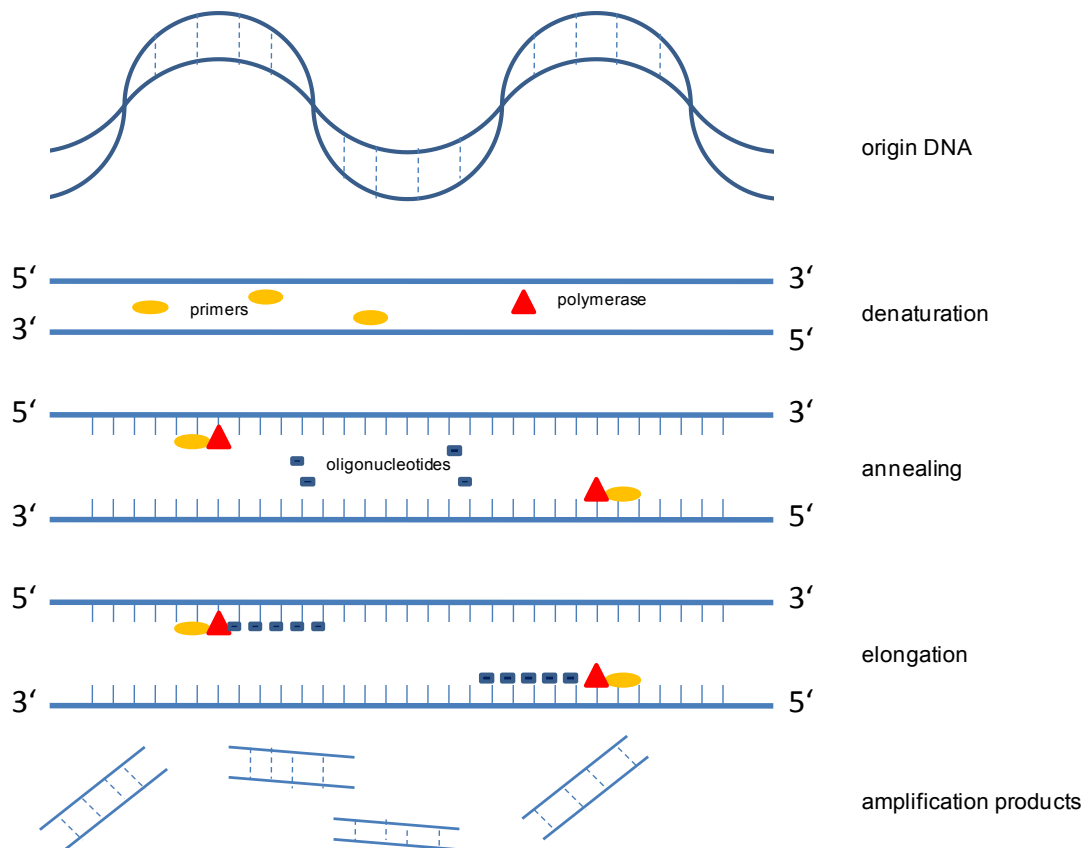 origin DNA
5‘ 3‘
primers polymerase
3‘ 5‘
denaturation
5‘ 3‘
oligonucleotides
annealing
3‘ 5‘
5‘ 3‘
elongation
3‘ 5‘
amplification products